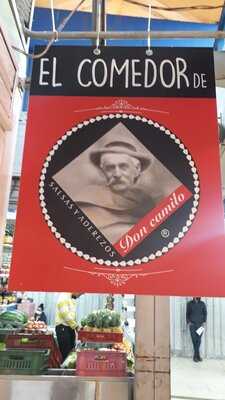 EL COMEDOR DE
SALSAS Y ADEREZOS
Don camilo
®